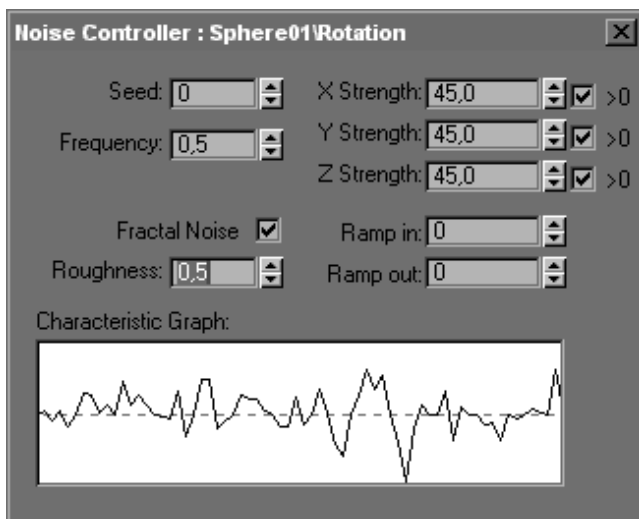 Noise Controller : Sphere01\Rotation
Seed: 0 X Strength: 45,0 >0
Frequency: 0,5 Y Strength: 45,0 >0
Z Strength: 45,0 >0
Fractal Noise Ramp in: 0
Roughness: 0,5 Ramp out: 0
Characteristic Graph: